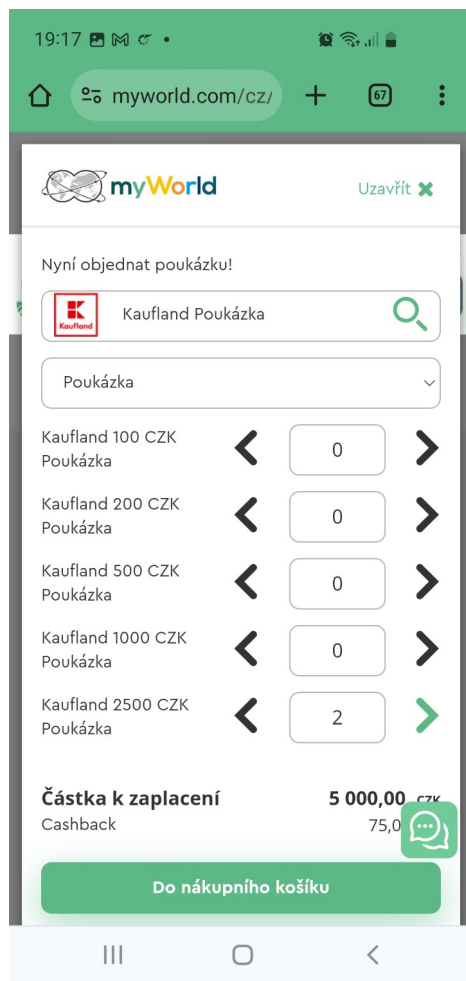 19:17
myworld.com/cz/
67
myWorld
Uzavřít
Nyní objednat poukázku!
Kaufland
Kaufland Poukázka
Poukázka
Kaufland 100 CZK
Poukázka
0
Kaufland 200 CZK
Poukázka
0
Kaufland 500 CZK
Poukázka
0
Kaufland 1000 CZK
Poukázka
0
Kaufland 2500 CZK
Poukázka
2
Částka k zaplacení 5 000,00 CZK
Cashback 75,0
Do nákupního košíku